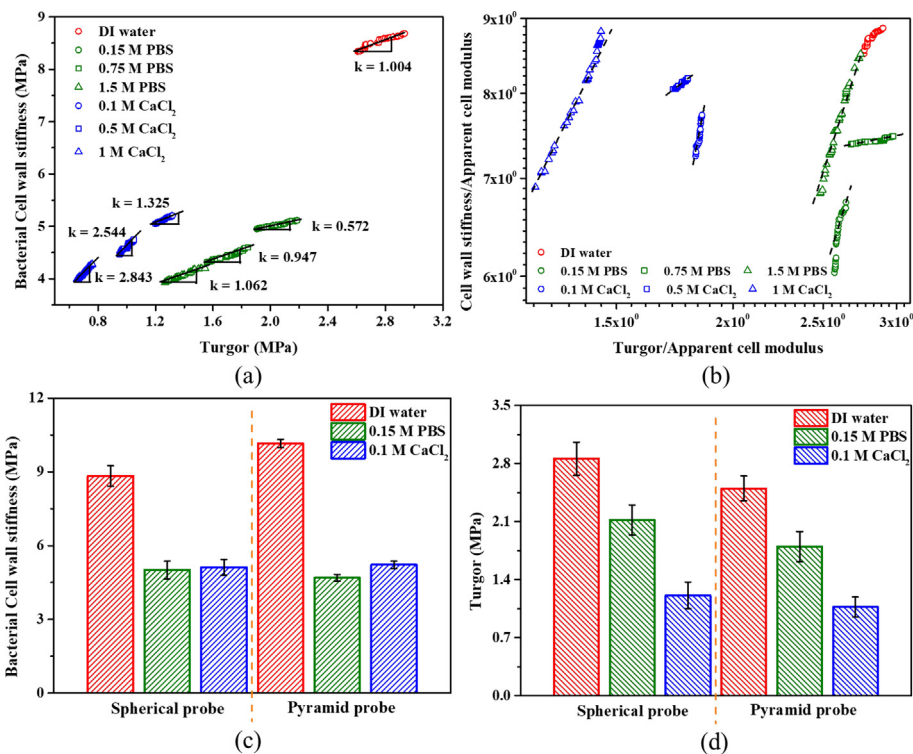 Bacterial Cell wall stiffness (MPa)
9
8
7
6
5
4
DI water
0.15 M PBS
0.75 M PBS
1.5 M PBS
0.1 M CaCl₂
0.5 M CaCl₂
1 M CaCl₂
k = 1.004
k = 1.325
k = 2.544
k = 2.843
k = 0.572
k = 0.947
k = 1.062
0.8 1.2 1.6 2.0 2.4 2.8 3.2
Turgor (MPa)
(a)
Cell wall stiffness/Apparent cell modulus
9x10⁰
8x10⁰
7x10⁰
6x10⁰
DI water
0.15 M PBS 0.75 M PBS 1.5 M PBS
0.1 M CaCl₂ 0.5 M CaCl₂ 1 M CaCl₂
1.5x10⁰ 2x10⁰ 2.5x10⁰ 3x10⁰
Turgor/Apparent cell modulus
(b)
Bacterial Cell wall stiffness (MPa)
12
9
6
3
0
DI water
0.15 M PBS
0.1 M CaCl₂
Spherical probe Pyramid probe
(c)
Turgor (MPa)
3.5
2.8
2.1
1.4
0.7
0.0
DI water
0.15 M PBS
0.1 M CaCl₂
Spherical probe Pyramid probe
(d)